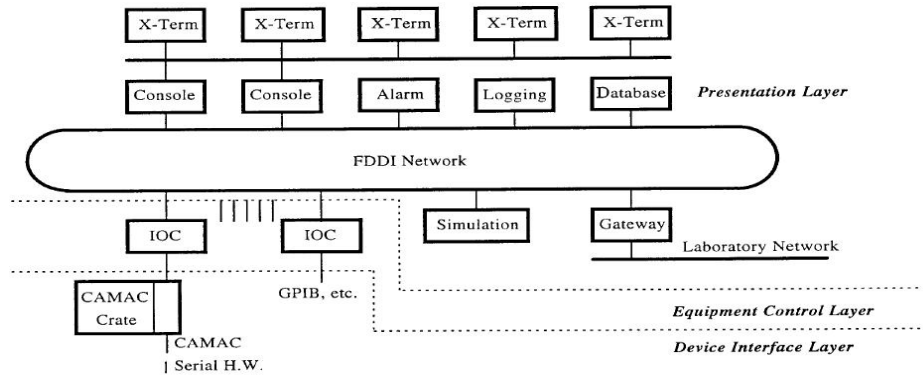 X-Term X-Term X-Term X-Term X-Term
Console Console Alarm Logging Database
Presentation Layer
FDDI Network
IOC IOC Simulation Gateway
Laboratory Network
CAMAC
Crate
GPIB, etc.
Equipment Control Layer
CAMAC
Serial H.W.
Device Interface Layer